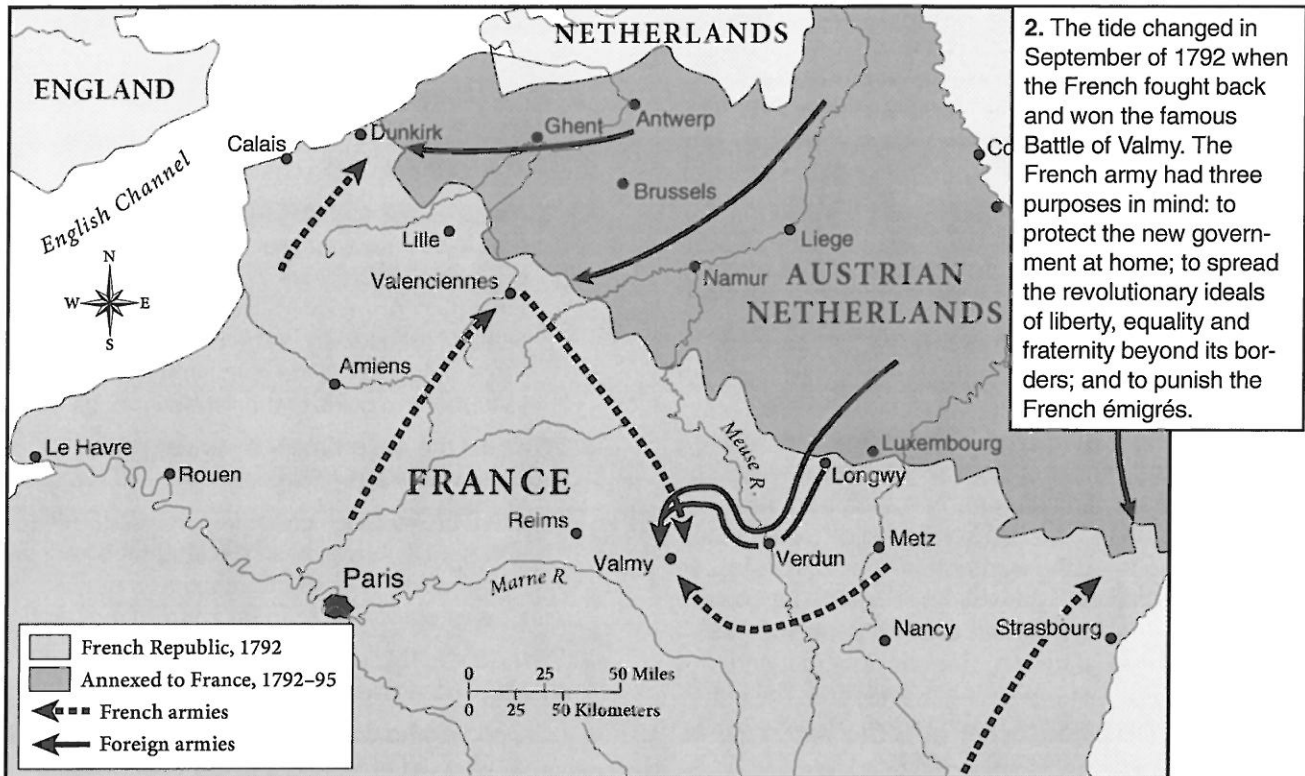 NETHERLANDS
ENGLAND
Calais
Dunkirk
Ghent
Antwerp
English Channel
Brussels
Lille
Liege
N
W
E
S
Valenciennes
Namur
AUSTRIAN
NETHERLANDS
Amiens
Le Havre
Rouen
FRANCE
Meuse R.
Luxembourg
Longwy
Reims
Valmy
Verdun
Metz
Paris
Marne R.
Nancy
Strasbourg
Co
2. The tide changed in
September of 1792 when
the French fought back
and won the famous
Battle of Valmy. The
French army had three
purposes in mind: to
protect the new govern-
ment at home; to spread
the revolutionary ideals
of liberty, equality and
fraternity beyond its bor-
ders; and to punish the
French émigrés.
French Republic, 1792
Annexed to France, 1792–95
French armies
Foreign armies
0 25 50 Miles
0 25 50 Kilometers